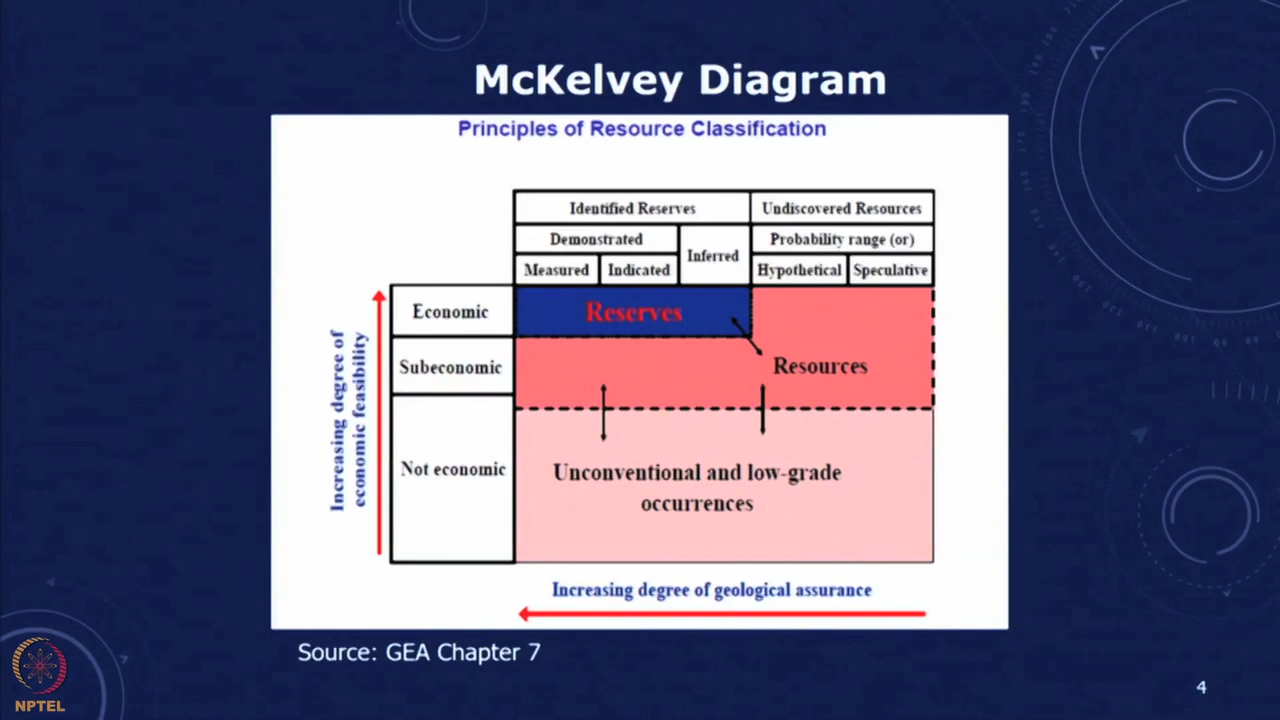 McKelvey Diagram
Principles of Resource Classification
Identified Reserves
Undiscovered Resources
Demonstrated
Inferred
Probability range (or)
Measured
Indicated
Hypothetical
Speculative
Economic
Reserves
Subeconomic
Resources
Not economic
Unconventional and low-grade
occurrences
Increasing degree of
economic feasibility
Increasing degree of geological assurance
Source: GEA Chapter 7
4
NPTEL